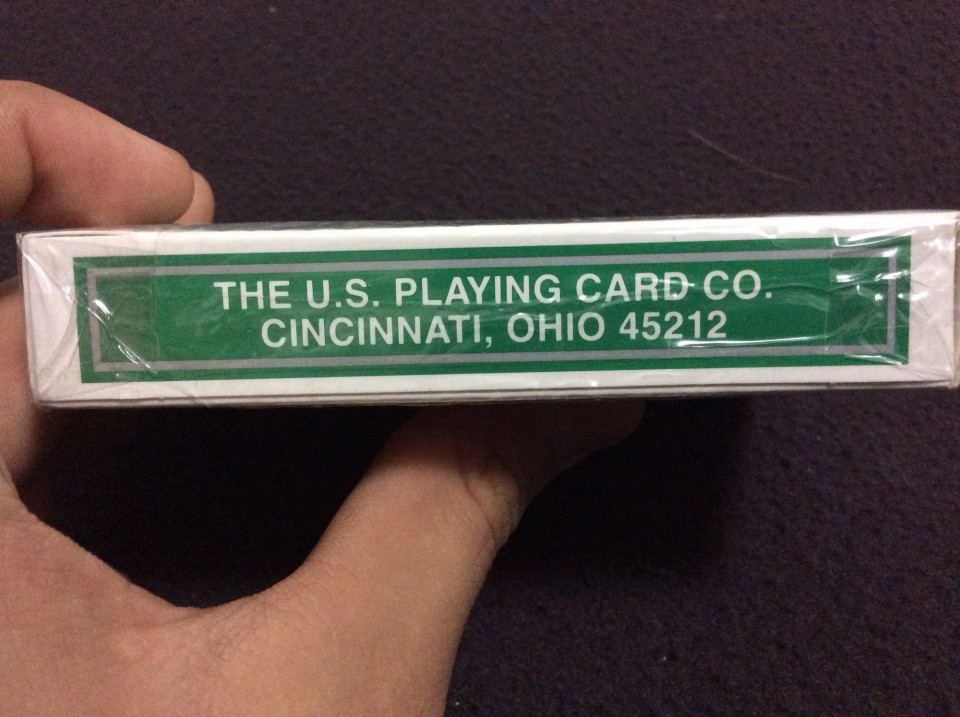 THE U.S. PLAYING CARD CO.
CINCINNATI, OHIO 45212